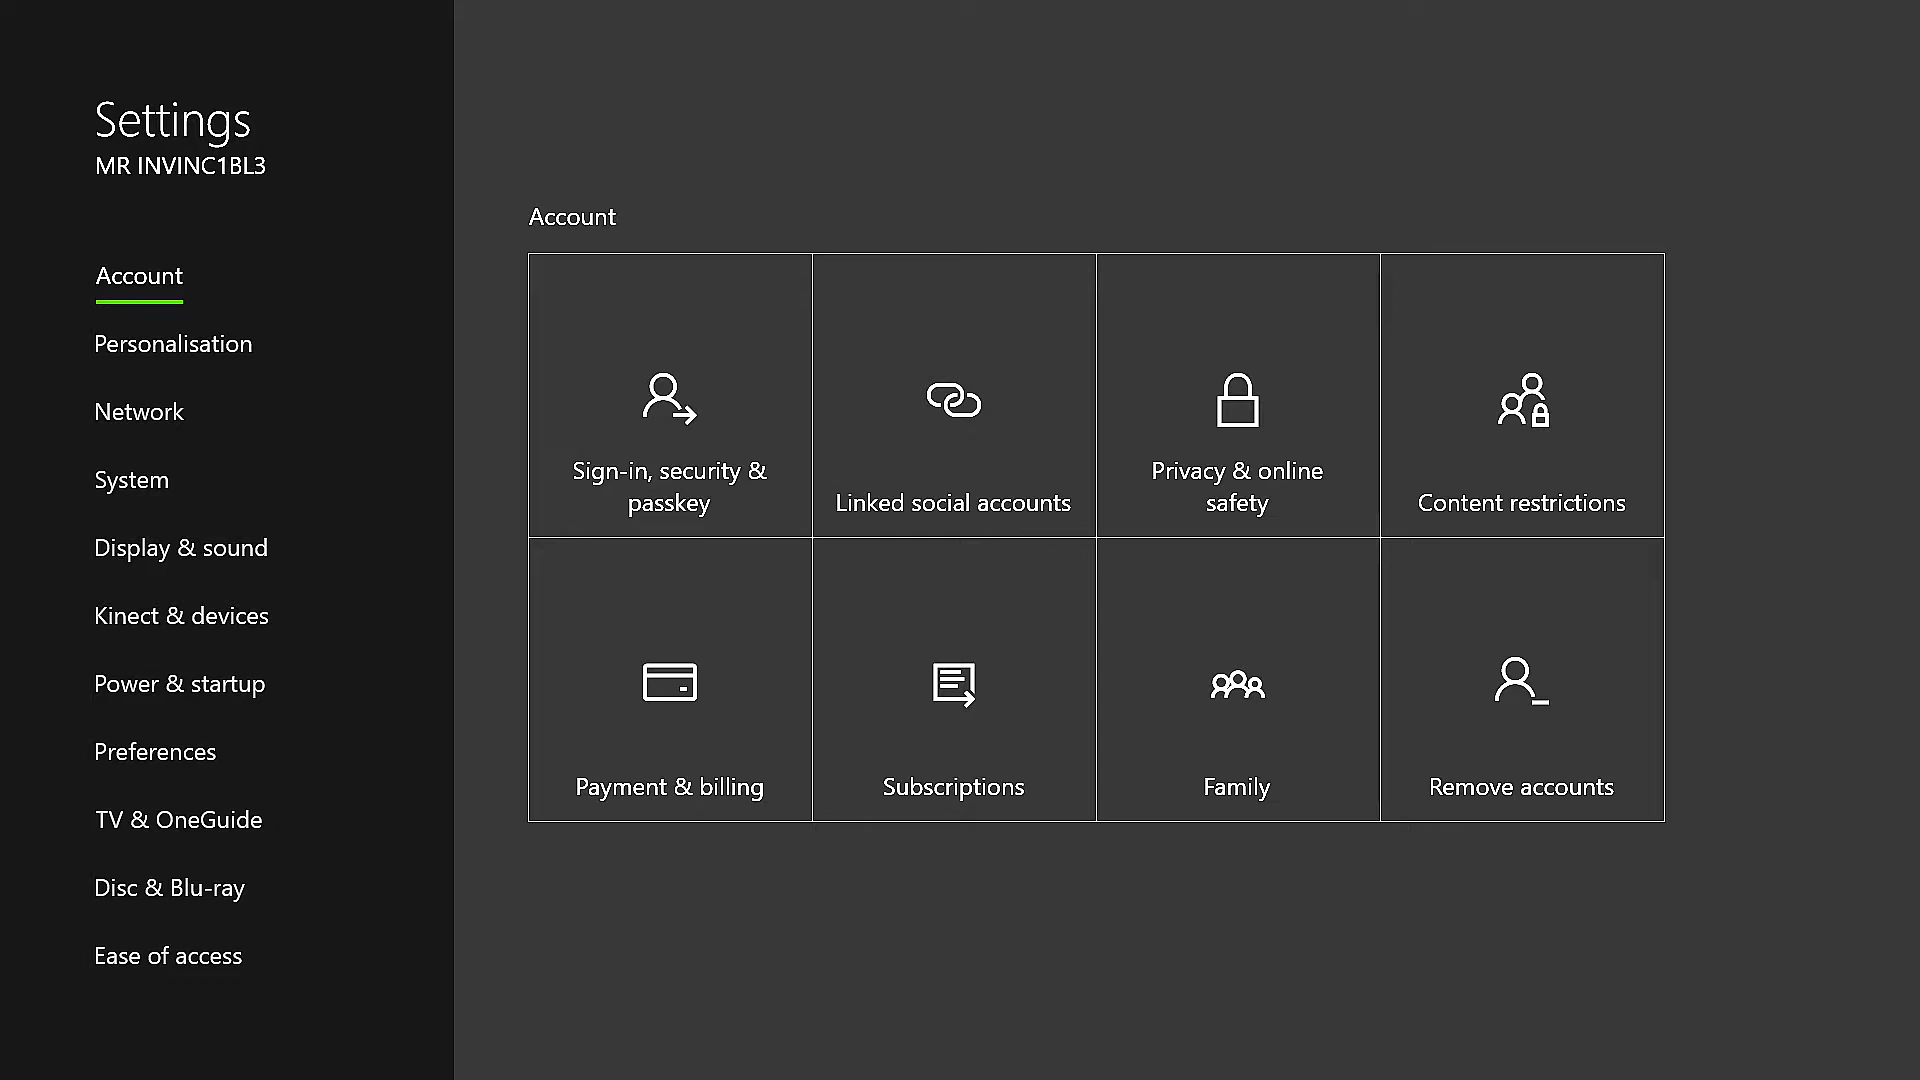 Settings
MR INVINC1BL3
Account
Personalisation
Network
System
Display & sound
Kinect & devices
Power & startup
Preferences
TV & OneGuide
Disc & Blu-ray
Ease of access
Account
Sign-in, security &
passkey
Linked social accounts
Privacy & online
safety
Content restrictions
Payment & billing
Subscriptions
Family
Remove accounts